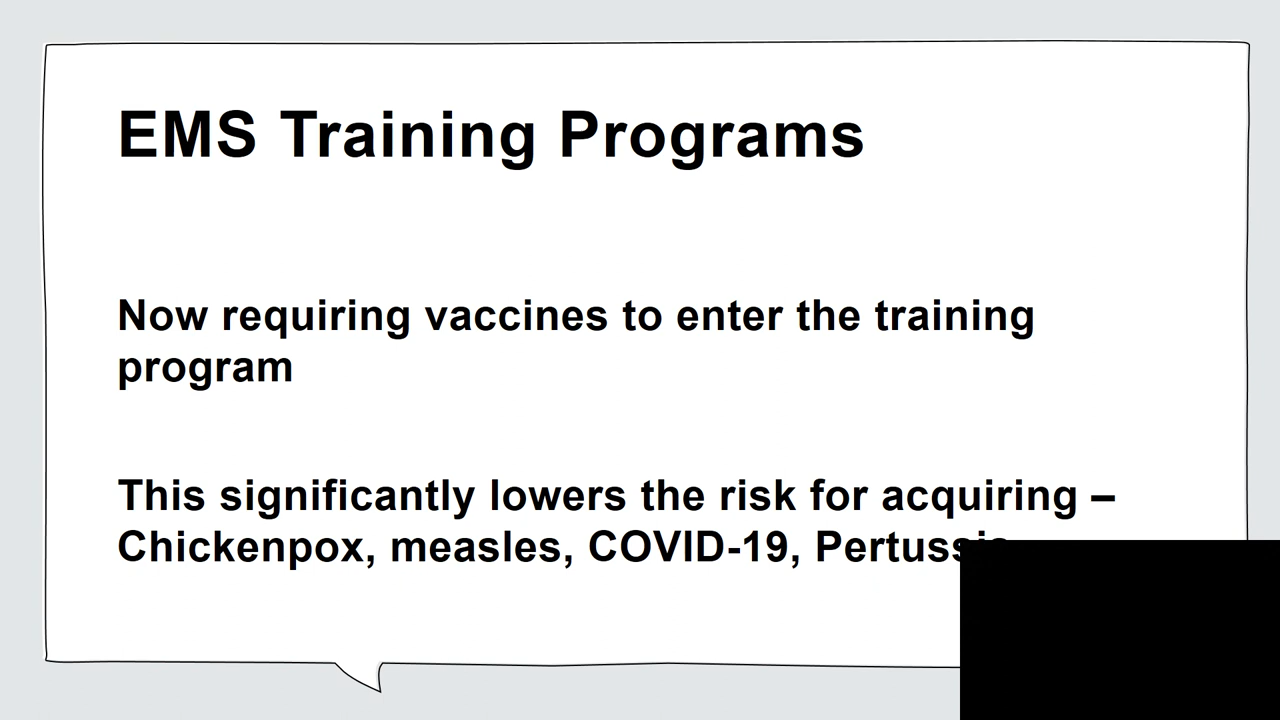 EMS Training Programs
Now requiring vaccines to enter the training
program
This significantly lowers the risk for acquiring –
Chickenpox, measles, COVID-19, Pertussis